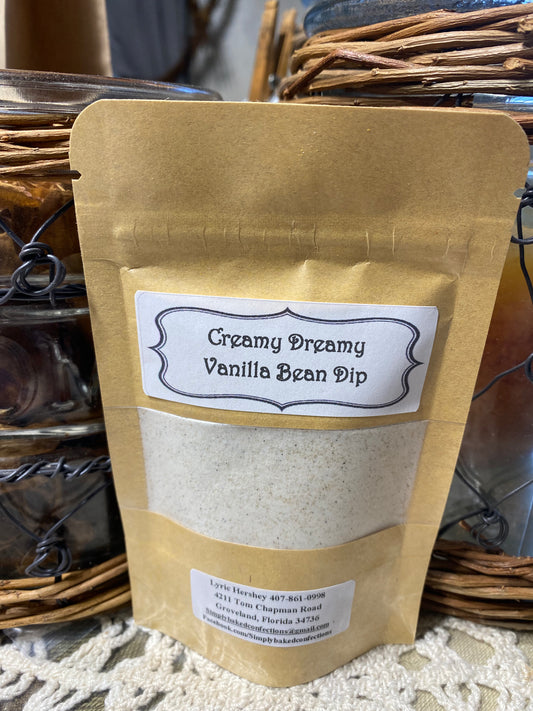 Creamy Dreamy
Vanilla Bean Dip
Lyric Hershey 407-861-0998
4211 Tom Chapman Road
Groveland, Florida 34736
Simplybakedconfections@gmail.com
Facebook.com/Simplybakedconfections